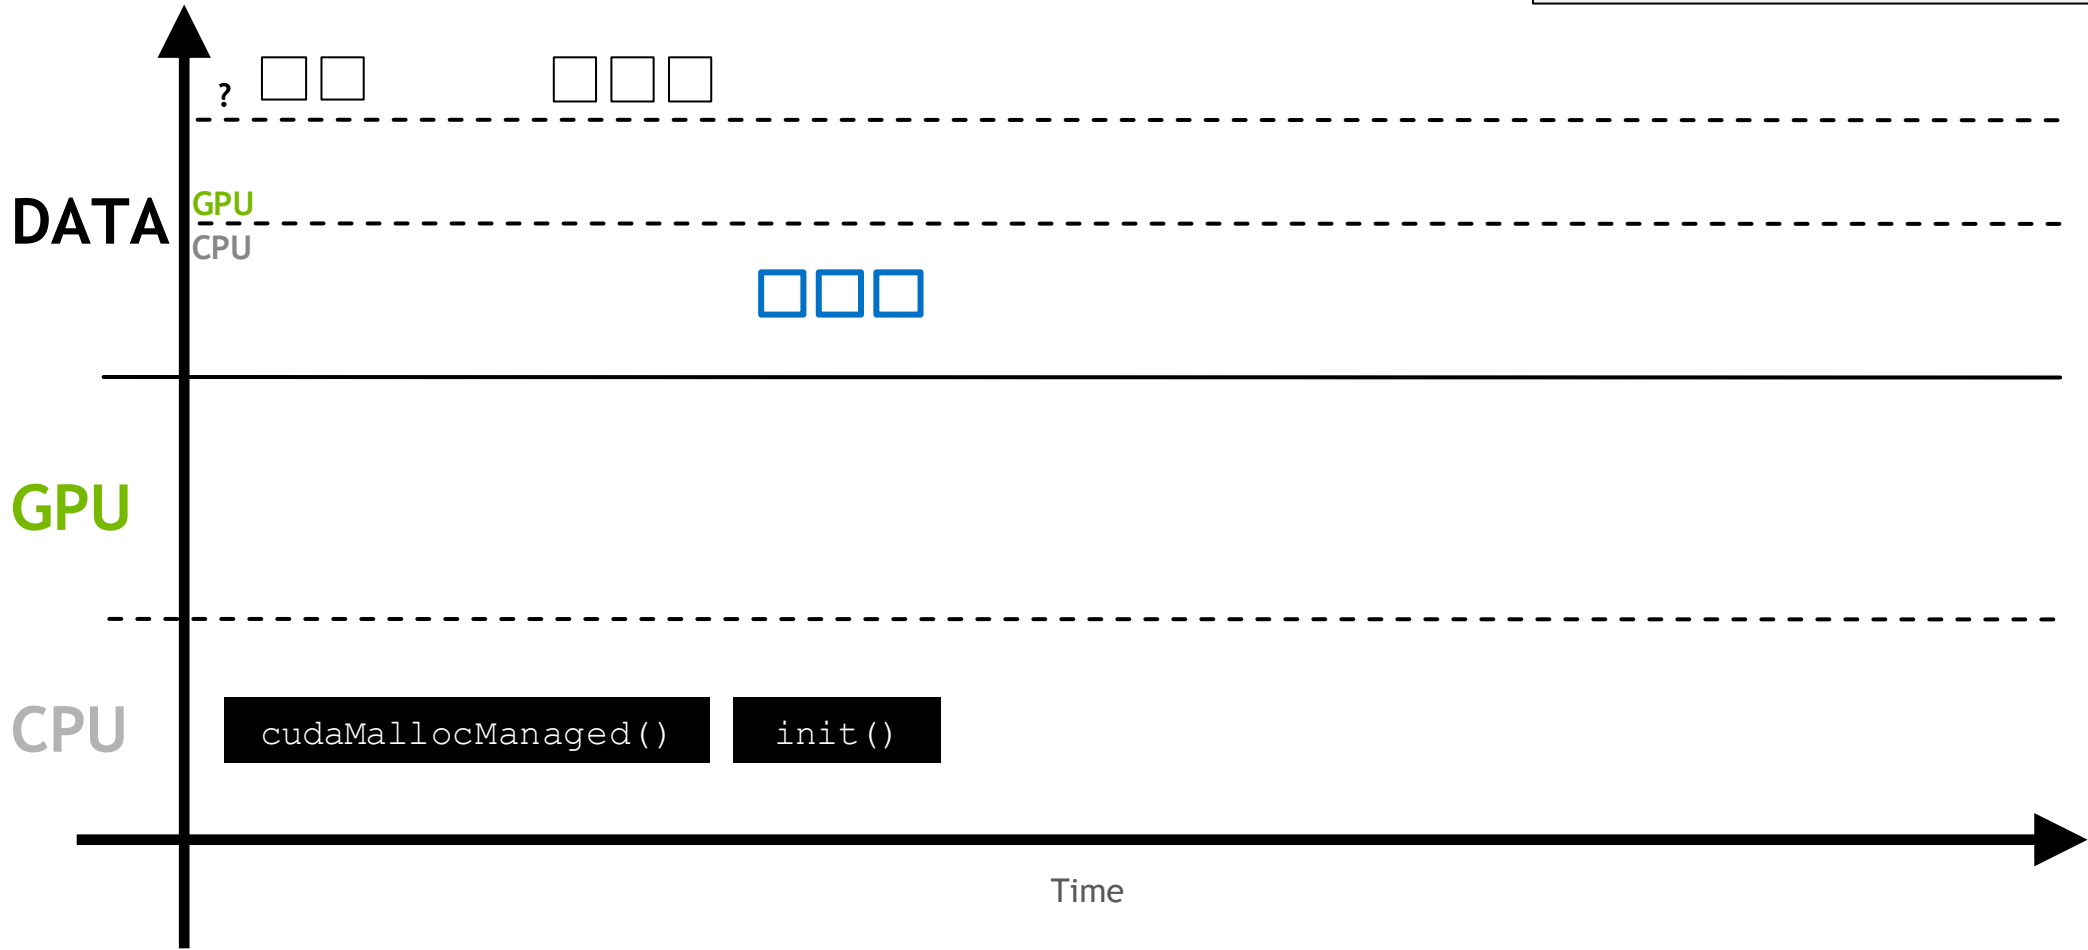 ?
GPU
DATA
CPU
GPU
CPU
cudaMallocManaged()
init()
Time